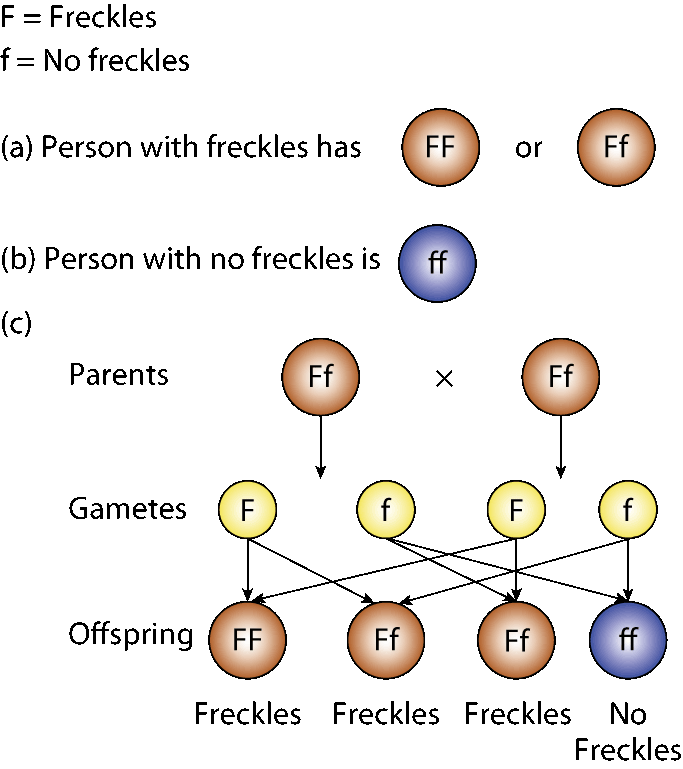 F = Freckles
f = No freckles
(a) Person with freckles has FF or Ff
(b) Person with no freckles is ff
(c)
Parents Ff × Ff
Gametes F f F f
Offspring FF Ff Ff ff
Freckles Freckles Freckles No
Freckles